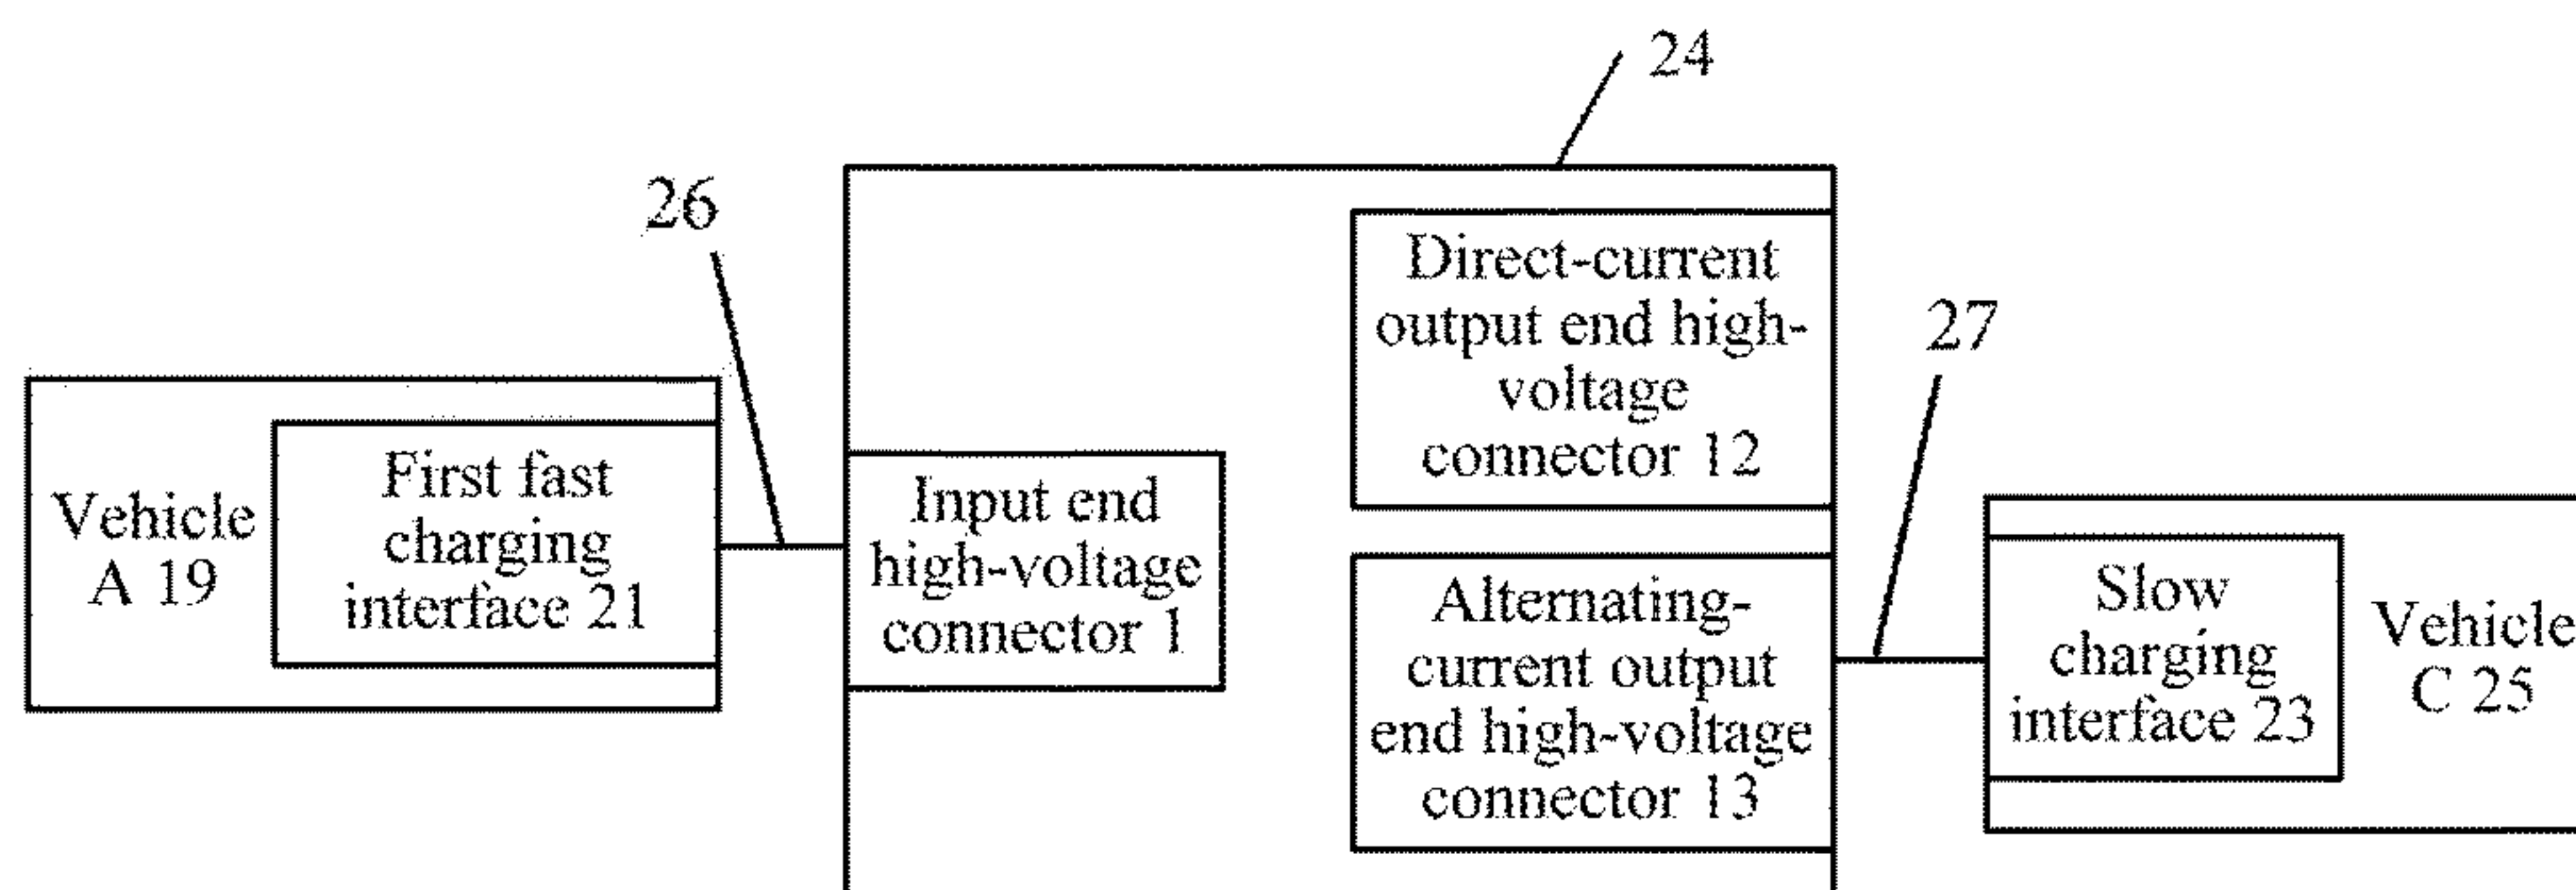 24
26
Direct-current
output end high-
voltage
connector 12
27
First fast
charging
interface 21
Vehicle
A 19
Input end
high-voltage
connector 1
Alternating-
current output
end high-voltage
connector 13
Slow
charging
interface 23
Vehicle
C 25